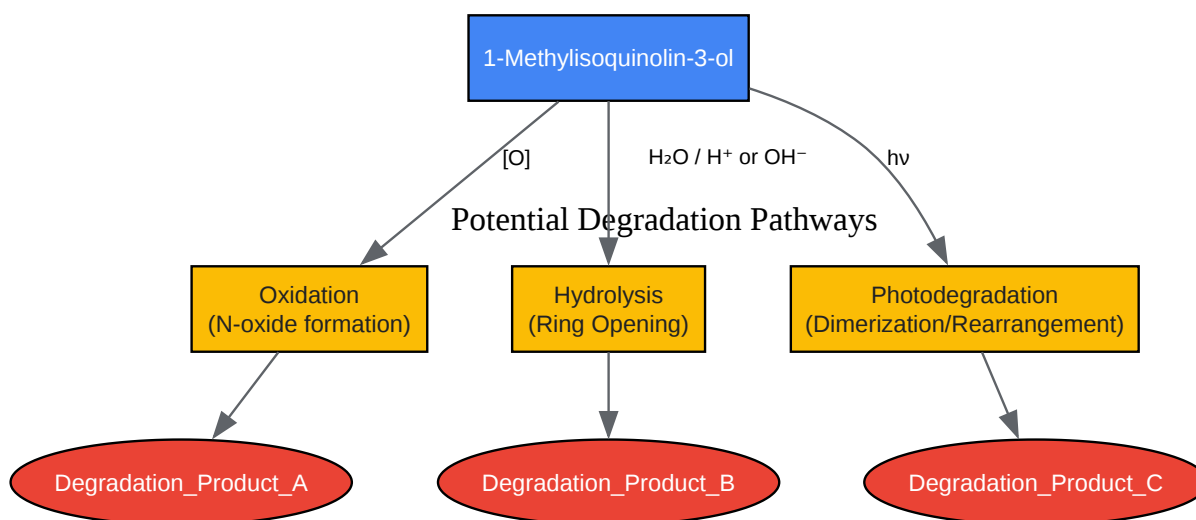 1-Methylisoquinolin-3-ol
[O]
H₂O / H⁺ or OH⁻
hν
Potential Degradation Pathways
Oxidation
(N-oxide formation)
Hydrolysis
(Ring Opening)
Photodegradation
(Dimerization/Rearrangement)
Degradation_Product_A
Degradation_Product_B
Degradation_Product_C